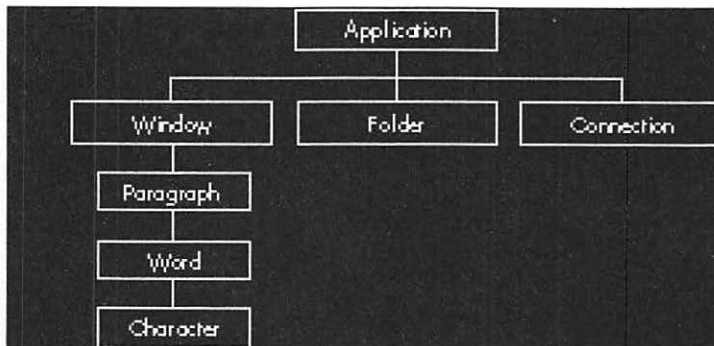 Application
Window Folder Connection
Paragraph
Word
Character